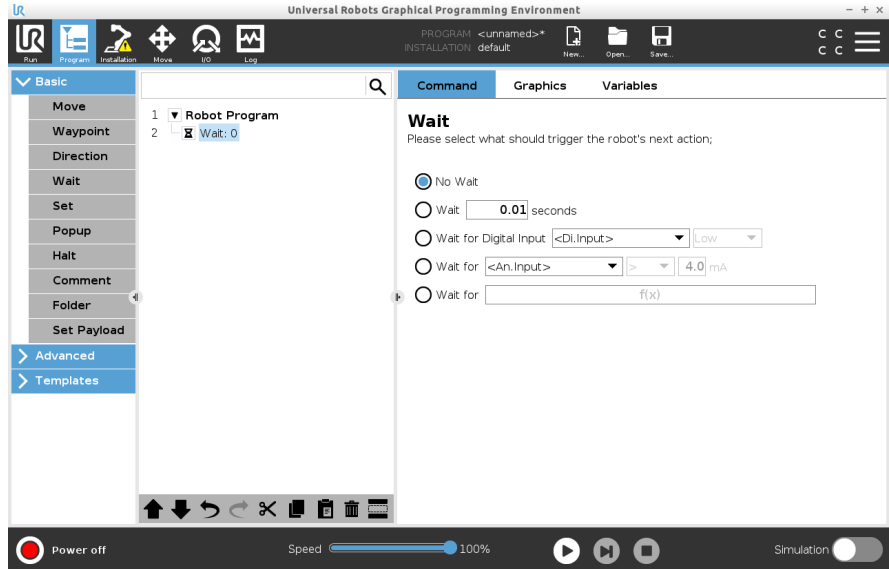 Universal Robots Graphical Programming Environment
UR
Run
Program
Installation
Move
I/O
Log
PROGRAM <unnamed>*
INSTALLATION default
New...
Open...
Save...
C C
C C
Basic
Move
Waypoint
Direction
Wait
Set
Popup
Halt
Comment
Folder
Set Payload
Advanced
Templates
1 Robot Program
2 Wait: 0
Command Graphics Variables
Wait
Please select what should trigger the robot's next action;
No Wait
Wait 0.01 seconds
Wait for Digital Input <Di.Input> Low
Wait for <An.Input> > 4.0 mA
Wait for f(x)
Power off
Speed 100%
Simulation